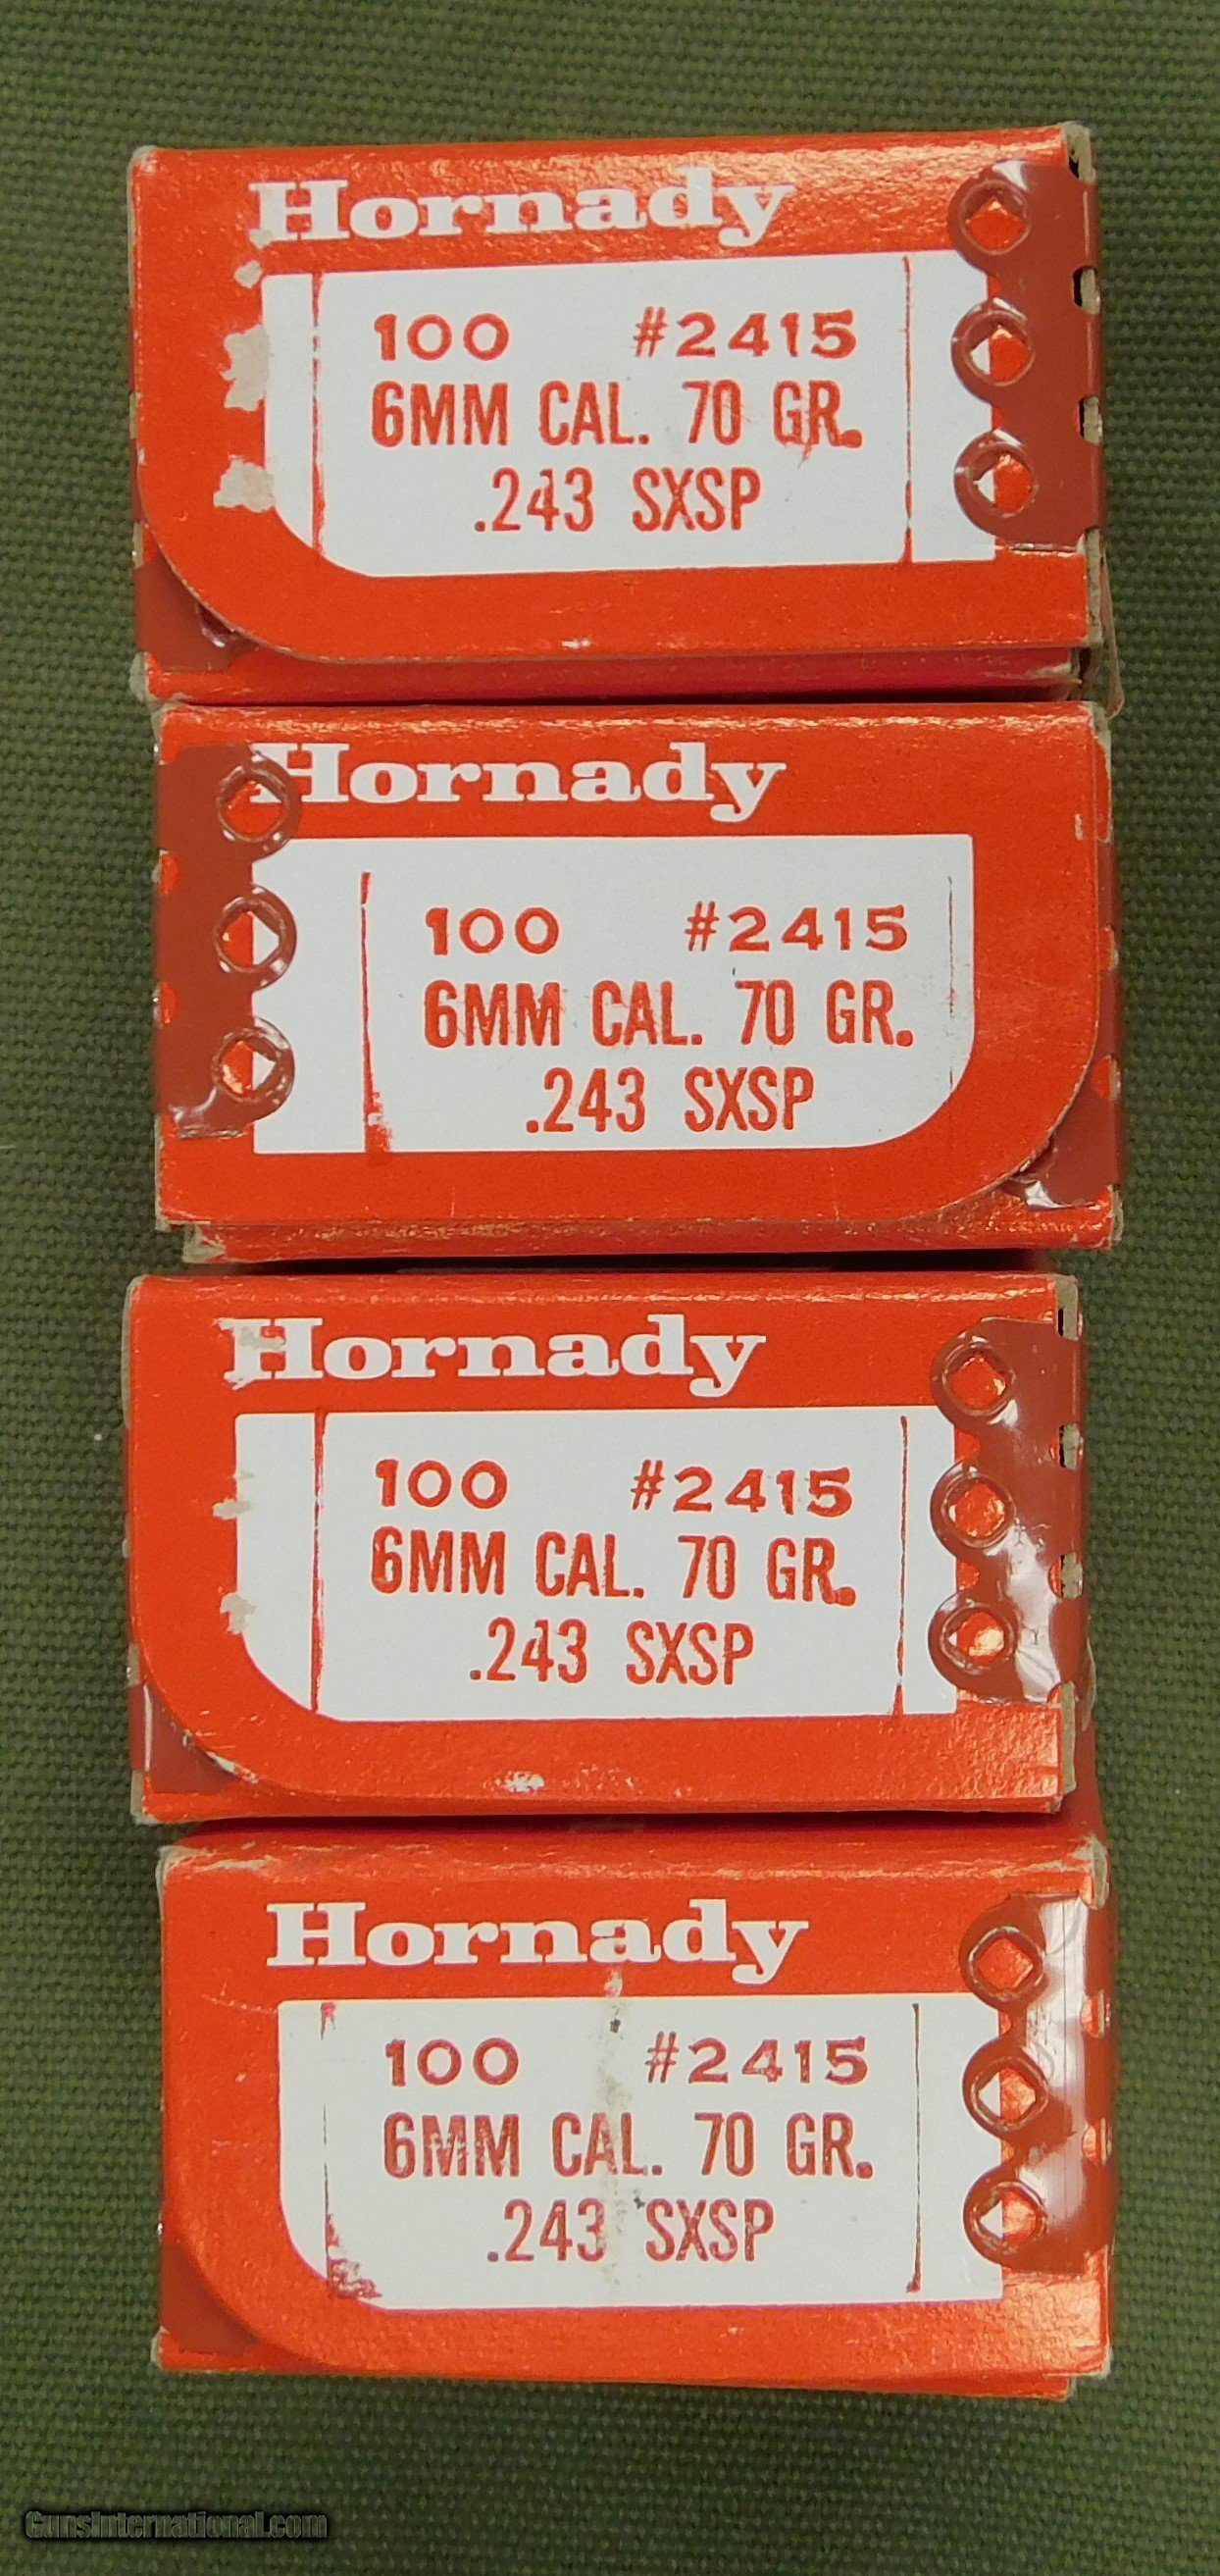 Hornady
100 #2415
6MM CAL. 70 GR.
.243 SXSP
Hornady
100 #2415
6MM CAL. 70 GR.
.243 SXSP
Hornady
100 #2415
6MM CAL. 70 GR.
.243 SXSP
Hornady
100 #2415
6MM CAL. 70 GR.
.243 SXSP
GunsInternational.com